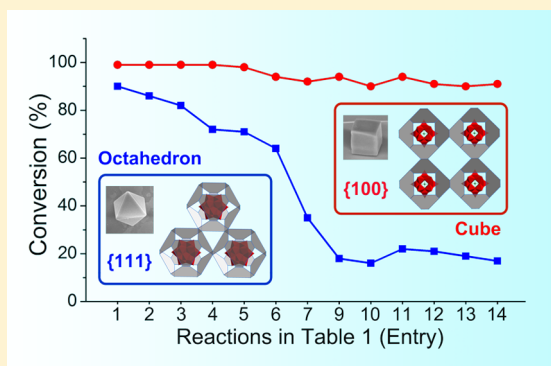 Conversion (%)
100
80
60
40
20
0
Octahedron
{111}
{100}
Cube
1 2 3 4 5 6 7 9 10 11 12 13 14
Reactions in Table 1 (Entry)